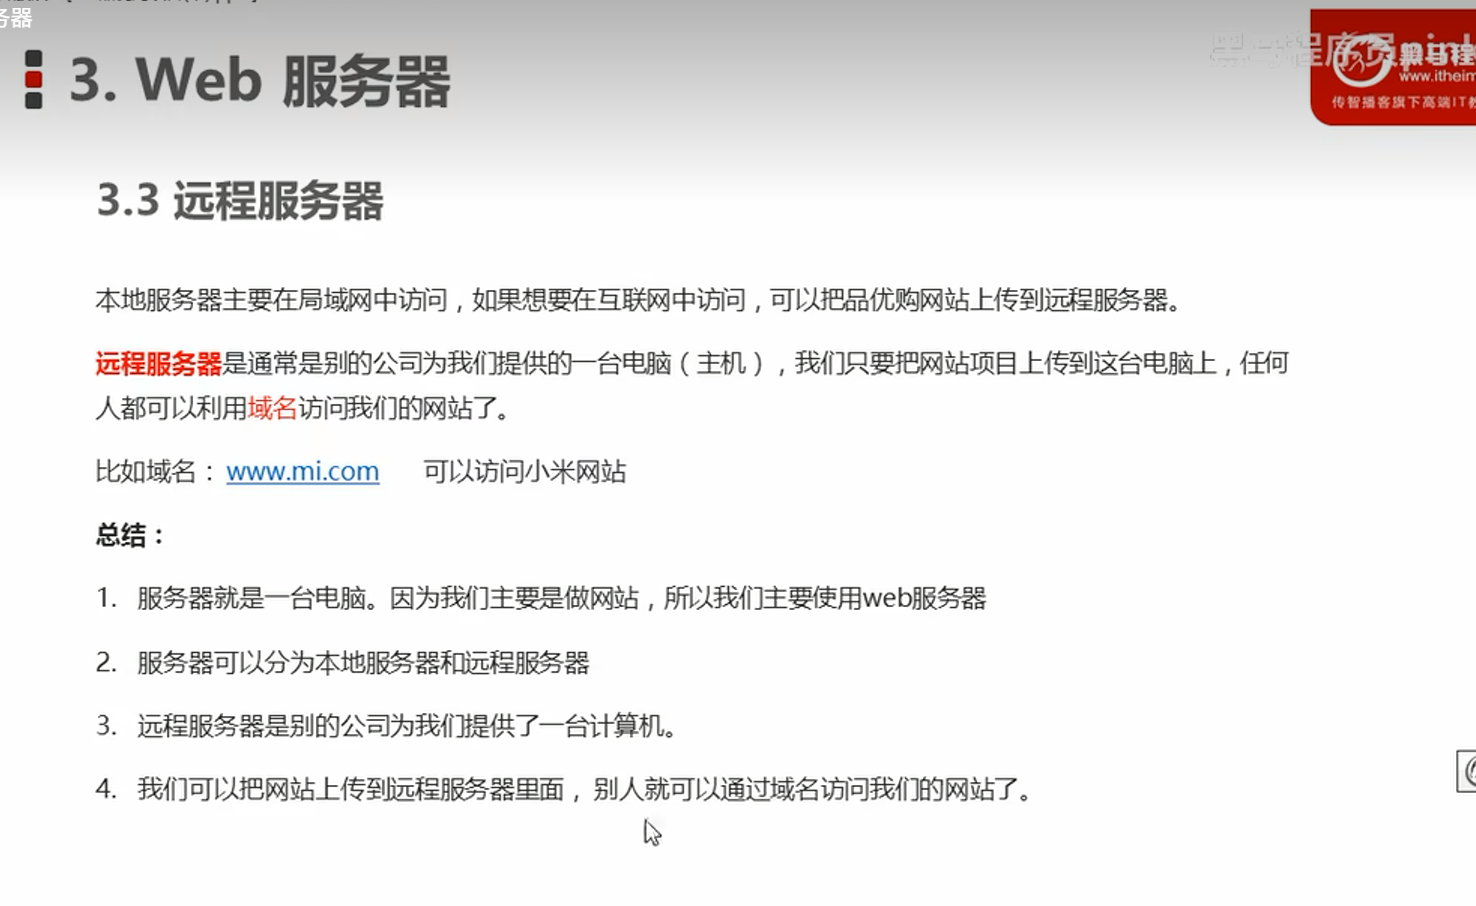 务器
3. Web 服务器
www.itheim
传智播客旗下高端IT教
3.3 远程服务器
本地服务器主要在局域网中访问，如果想要在互联网中访问，可以把品优购网站上传到远程服务器。
远程服务器是通常是别的公司为我们提供的一台电脑（主机），我们只要把网站项目上传到这台电脑上，任何
人都可以利用域名访问我们的网站了。
比如域名： www.mi.com 可以访问小米网站
总结：
1. 服务器就是一台电脑。因为我们主要是做网站，所以我们主要使用web服务器
2. 服务器可以分为本地服务器和远程服务器
3. 远程服务器是别的公司为我们提供了一台计算机。
4. 我们可以把网站上传到远程服务器里面， 别人就可以通过域名访问我们的网站了。